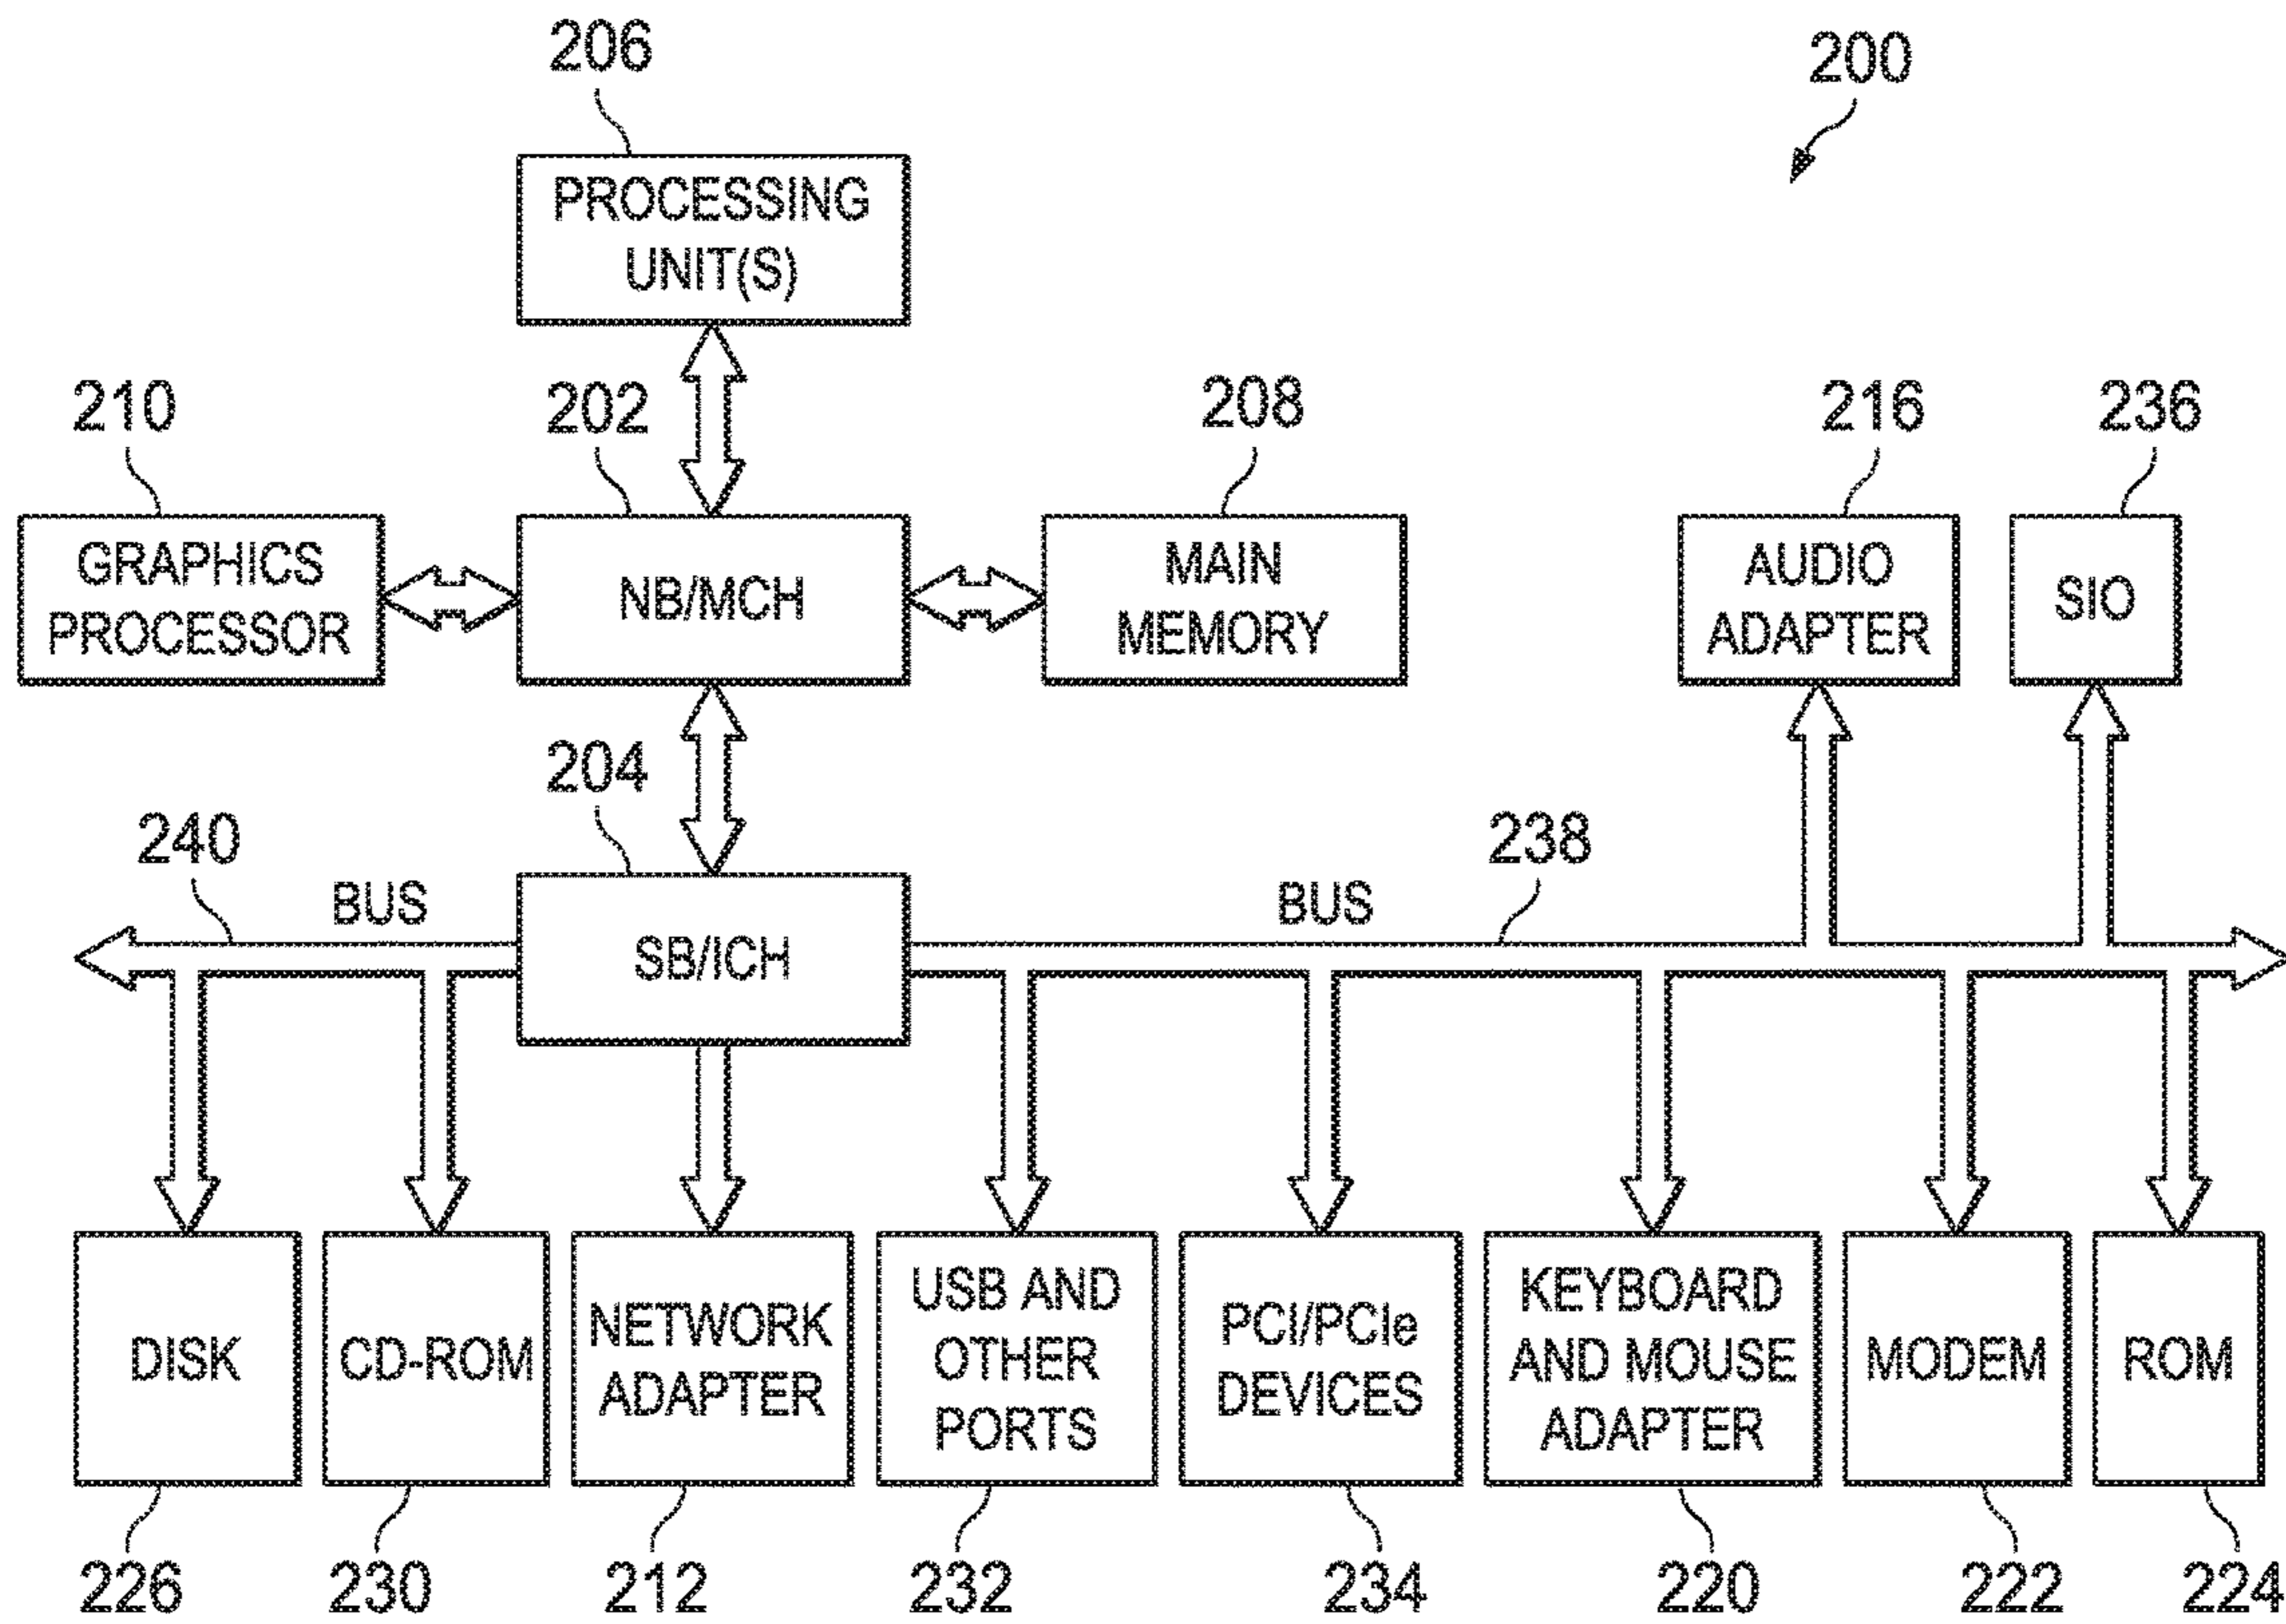 206
200
PROCESSING
UNIT(S)
210
202
208
216
236
GRAPHICS
PROCESSOR
NB/MCH
MAIN
MEMORY
AUDIO
ADAPTER
SIO
204
240
BUS
SB/ICH
BUS
238
DISK
CD-ROM
NETWORK
ADAPTER
USB AND
OTHER
PORTS
PCI/PCIe
DEVICES
KEYBOARD
AND MOUSE
ADAPTER
MODEM
ROM
226
230
212
232
234
220
222
224